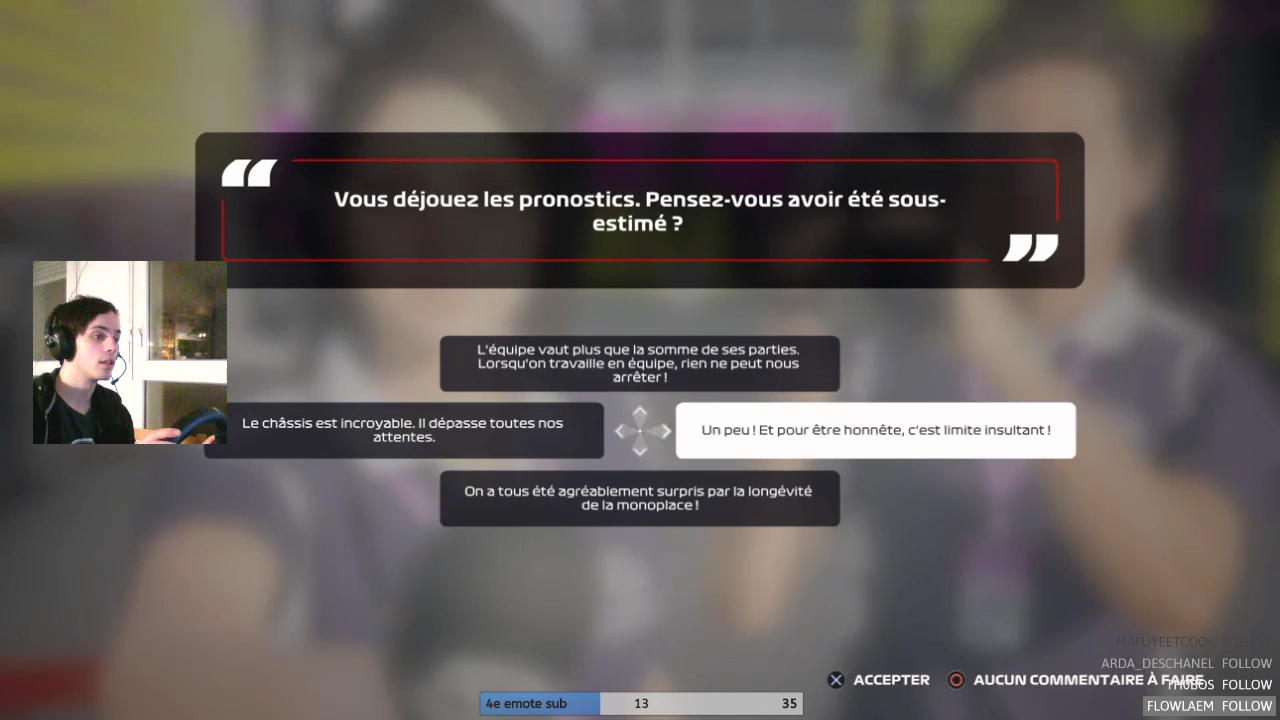 Vous déjouez les pronostics. Pensez-vous avoir été sous-
estimé ?
L'équipe vaut plus que la somme de ses parties.
Lorsqu'on travaille en équipe, rien ne peut nous
arrêter !
Le châssis est incroyable. Il dépasse toutes nos
attentes.
Un peu ! Et pour être honnête, c'est limite insultant !
On a tous été agréablement surpris par la longévité
de la monoplace !
MAFUYEETCOOL FOLLOW
ARDA_DESCHANEL FOLLOW
ACCEPTER AUCUN COMMENTAIRE À FAIRE
FOLLOW
FLOWLAEM FOLLOW
4e emote sub 13 35